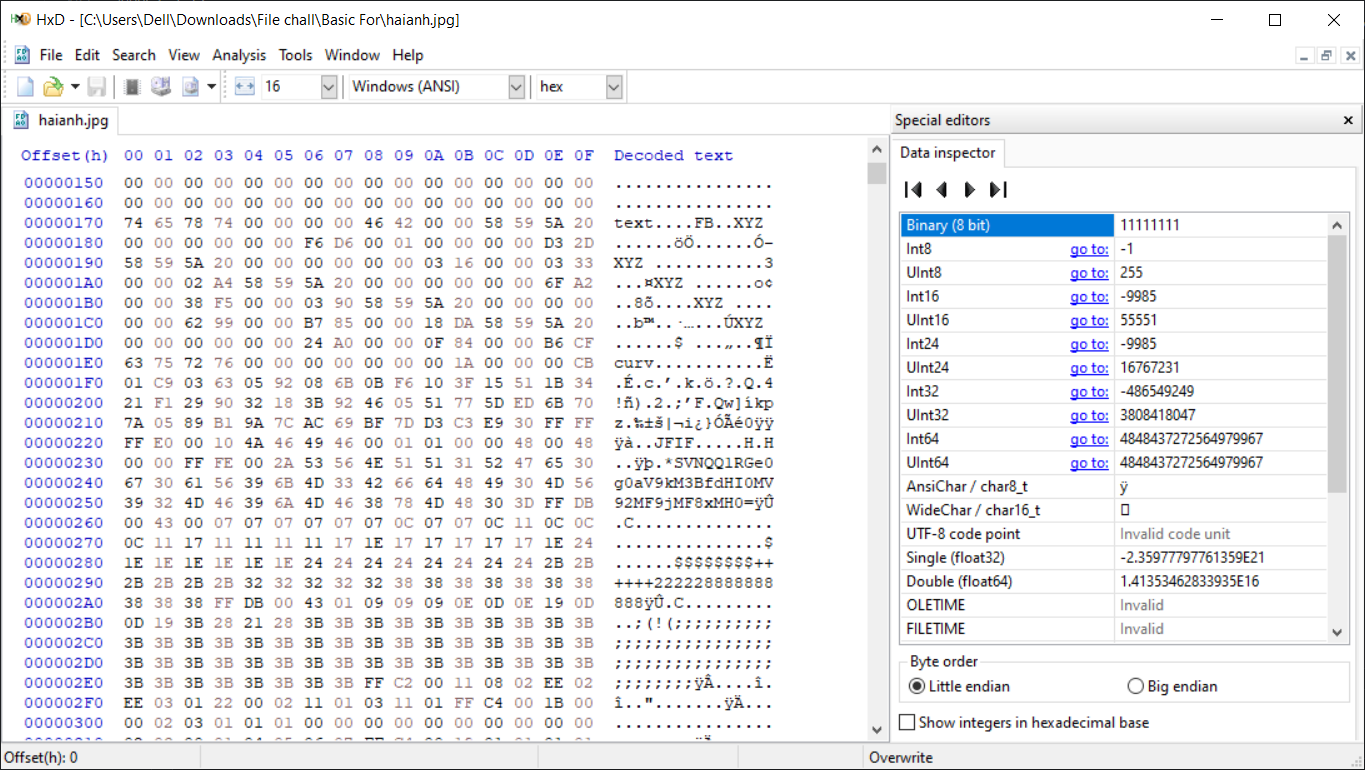 HxD - [C:\Users\Dell\Downloads\File chall\Basic For\haianh.jpg]
File Edit Search View Analysis Tools Window Help
16 Windows (ANSI) hex
haianh.jpg
Offset(h) 00 01 02 03 04 05 06 07 08 09 0A 0B 0C 0D 0E 0F Decoded text
00000150 00 00 00 00 00 00 00 00 00 00 00 00 00 00 00 00 ................
00000160 00 00 00 00 00 00 00 00 00 00 00 00 00 00 00 00 ................
00000170 74 65 78 74 00 00 00 00 46 42 00 00 58 59 5A 20 text....FB..XYZ
00000180 00 00 00 00 00 00 F6 D6 00 01 00 00 00 00 D3 2D ......öÖ......Ó-
00000190 58 59 5A 20 00 00 00 00 00 00 03 16 00 00 03 33 XYZ ...........3
000001A0 00 00 02 A4 58 59 5A 20 00 00 00 00 00 00 6F A2 ...¤XYZ ......o¢
000001B0 00 00 38 F5 00 00 03 90 58 59 5A 20 00 00 00 00 ..8õ....XYZ ....
000001C0 00 00 62 99 00 00 B7 85 00 00 18 DA 58 59 5A 20 ..b™..·…...ÚXYZ
000001D0 00 00 00 00 00 00 24 A0 00 00 0F 84 00 00 B6 CF ......$ ...„..¶Ï
000001E0 63 75 72 76 00 00 00 00 00 00 00 1A 00 00 00 CB curv...........Ë
000001F0 01 C9 03 63 05 92 08 6B 0B F6 10 3F 15 51 1B 34 .É.c.’.k.ö.?.Q.4
00000200 21 F1 29 90 32 18 3B 92 46 05 51 77 5D ED 6B 70 !ñ).2.;’F.Qw]íkp
00000210 7A 05 89 B1 9A 7C AC 69 BF 7D D3 C3 E9 30 FF FF z.‰±š|¬i¿}ÓÃé0ÿÿ
00000220 FF E0 00 10 4A 46 49 46 00 01 01 00 00 48 00 48 ÿà..JFIF.....H.H
00000230 00 00 FF FE 00 2A 53 56 4E 51 51 31 52 47 65 30 ..ÿþ.*SVNQQ1RGe0
00000240 67 30 61 56 39 6B 4D 33 42 66 64 48 49 30 4D 56 g0aV9kM3BfdHI0MV
00000250 39 32 4D 46 39 6A 4D 46 38 78 4D 48 30 3D FF DB 92MF9jMF8xMH0=ÿÛ
00000260 00 43 00 07 07 07 07 07 07 0C 07 07 0C 11 0C 0C .C..............
00000270 0C 11 17 11 11 11 11 17 1E 17 17 17 17 17 1E 24 ...............$
00000280 1E 1E 1E 1E 1E 1E 24 24 24 24 24 24 24 24 2B 2B ......$$$$$$$$++
00000290 2B 2B 2B 2B 32 32 32 32 32 38 38 38 38 38 38 38 ++++222228888888
000002A0 38 38 38 FF DB 00 43 01 09 09 09 0E 0D 0E 19 0D 888ÿÛ.C.........
000002B0 0D 19 3B 28 21 28 3B 3B 3B 3B 3B 3B 3B 3B 3B 3B ..;(!(;;;;;;;;;;
000002C0 3B 3B 3B 3B 3B 3B 3B 3B 3B 3B 3B 3B 3B 3B 3B 3B ;;;;;;;;;;;;;;;;
000002D0 3B 3B 3B 3B 3B 3B 3B 3B 3B 3B 3B 3B 3B 3B 3B 3B ;;;;;;;;;;;;;;;;
000002E0 3B 3B 3B 3B 3B 3B 3B 3B FF C2 00 11 08 02 EE 02 ;;;;;;;;ÿÂ....î.
000002F0 EE 03 01 22 00 02 11 01 03 11 01 FF C4 00 1B 00 î..".......ÿÄ...
00000300 00 02 03 01 01 01 00 00 00 00 00 00 00 00 00 00 ................
Special editors
Data inspector
Binary (8 bit) 11111111
Int8 go to: -1
UInt8 go to: 255
Int16 go to: -9985
UInt16 go to: 55551
Int24 go to: -9985
UInt24 go to: 16767231
Int32 go to: -486549249
UInt32 go to: 3808418047
Int64 go to: 4848437272564979967
UInt64 go to: 4848437272564979967
AnsiChar / char8_t ÿ
WideChar / char16_t
UTF-8 code point Invalid code unit
Single (float32) -2.35977797761359E21
Double (float64) 1.41353462833935E16
OLETIME Invalid
FILETIME Invalid
Byte order
Little endian Big endian
Show integers in hexadecimal base
Offset(h): 0 Overwrite